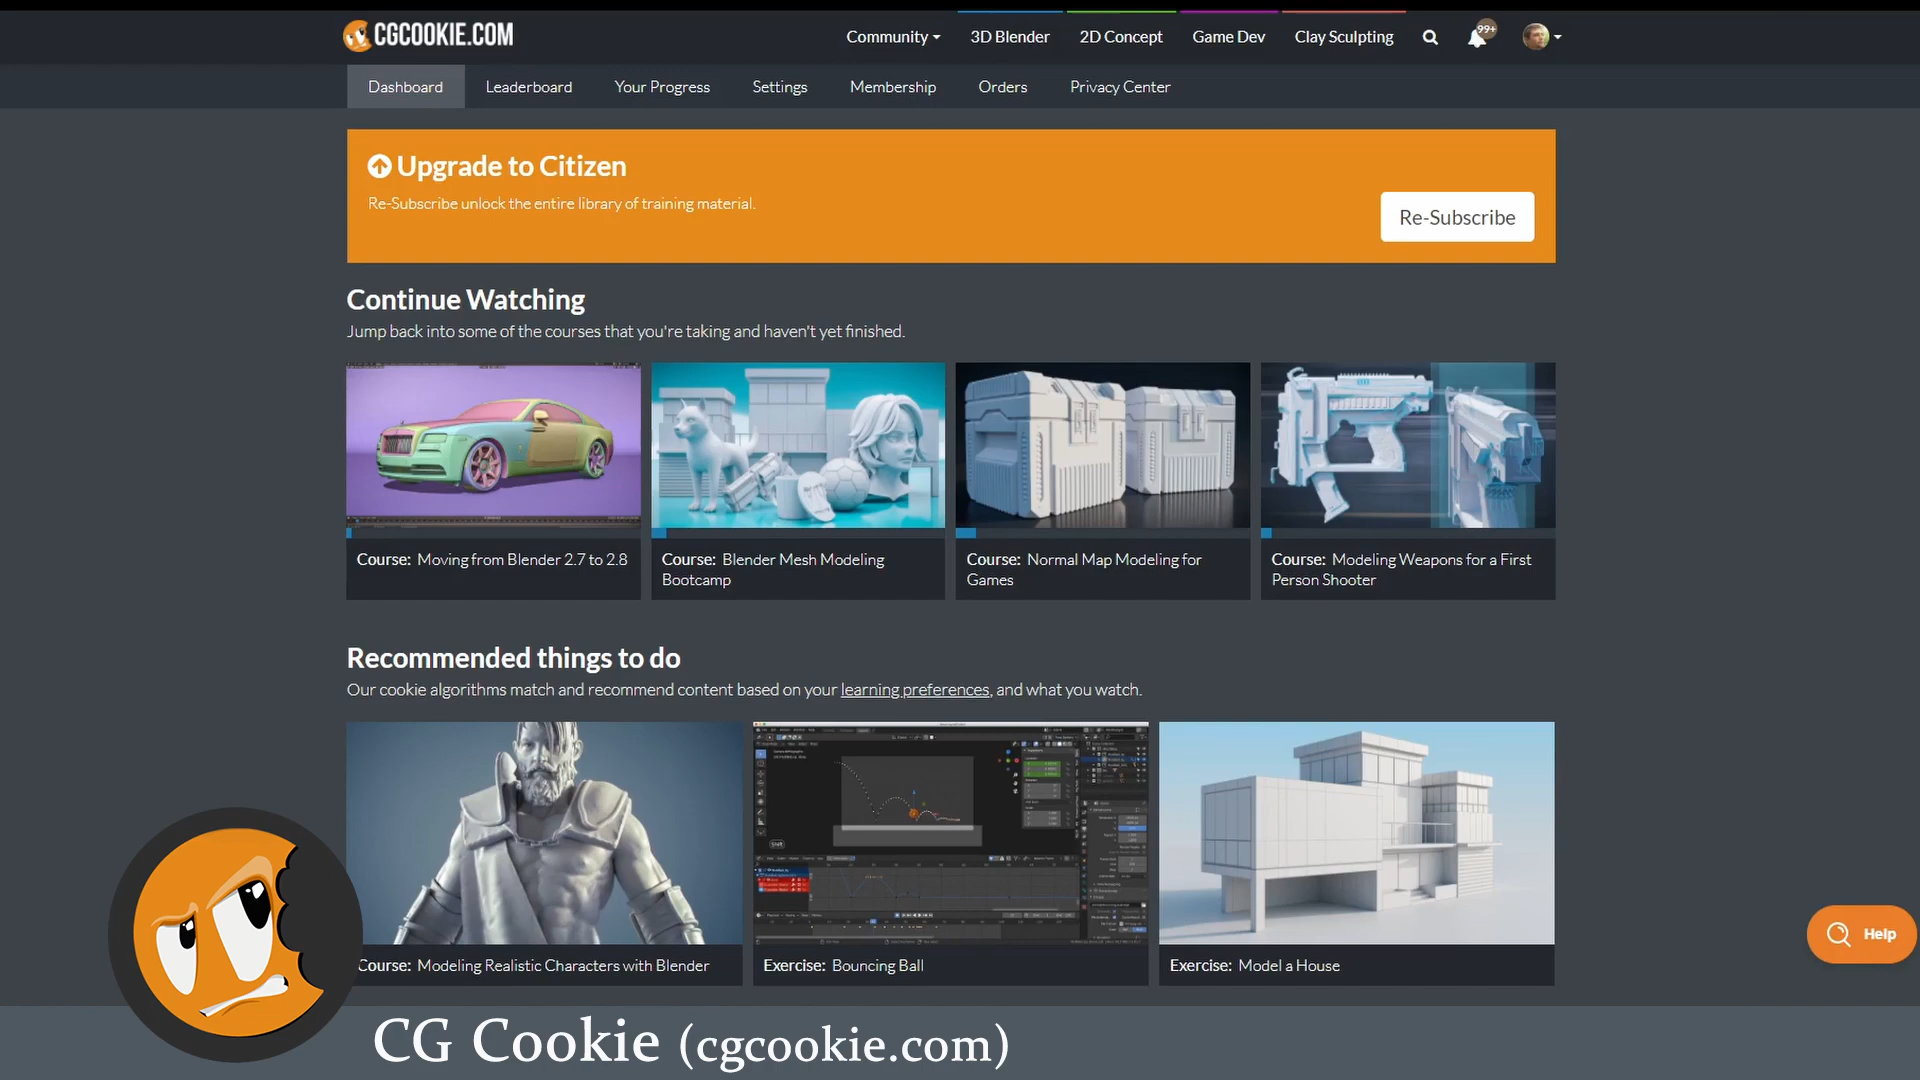 CGCOOKIE.COM
Community
3D Blender
2D Concept
Game Dev
Clay Sculpting
99+
Dashboard
Leaderboard
Your Progress
Settings
Membership
Orders
Privacy Center
Upgrade to Citizen
Re-Subscribe unlock the entire library of training material.
Re-Subscribe
Continue Watching
Jump back into some of the courses that you're taking and haven't yet finished.
Course: Moving from Blender 2.7 to 2.8
Course: Blender Mesh Modeling
Bootcamp
Course: Normal Map Modeling for
Games
Course: Modeling Weapons for a First
Person Shooter
Recommended things to do
Our cookie algorithms match and recommend content based on your learning preferences, and what you watch.
Course: Modeling Realistic Characters with Blender
Exercise: Bouncing Ball
Exercise: Model a House
Help
CG Cookie (cgcookie.com)